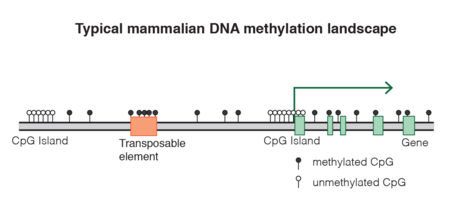 Typical mammalian DNA methylation landscape
CpG Island
Transposable
element
CpG Island
Gene
methylated CpG
unmethylated CpG